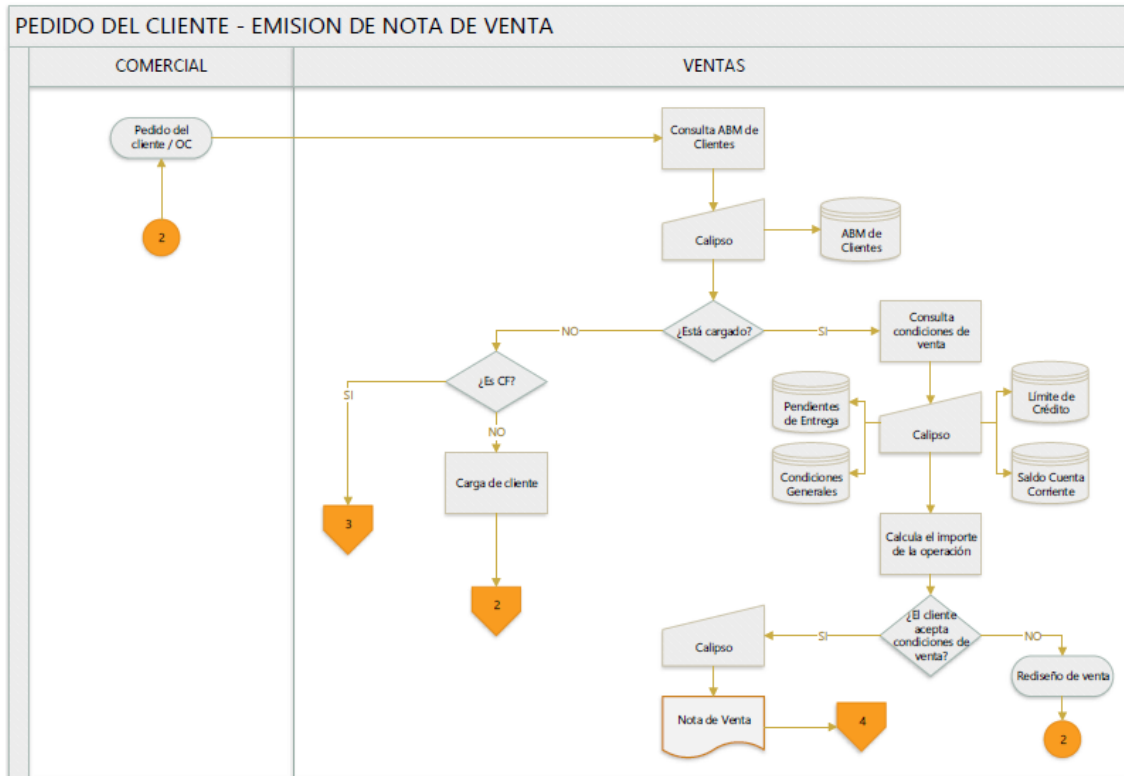 PEDIDO DEL CLIENTE - EMISION DE NOTA DE VENTA
COMERCIAL
VENTAS
Pedido del
cliente / OC
2
Consulta ABM de
Clientes
Calipso
ABM de
Clientes
¿Está cargado?
NO
SI
Consulta
condiciones de
venta
¿Es CF?
SI
NO
Pendientes
de Entrega
Límite de
Crédito
Calipso
Condiciones
Generales
Saldo Cuenta
Corriente
Carga de cliente
3
2
Calcula el importe
de la operación
¿El cliente
acepta
condiciones de
venta?
SI
NO
Calipso
Rediseño de venta
Nota de Venta
4
2